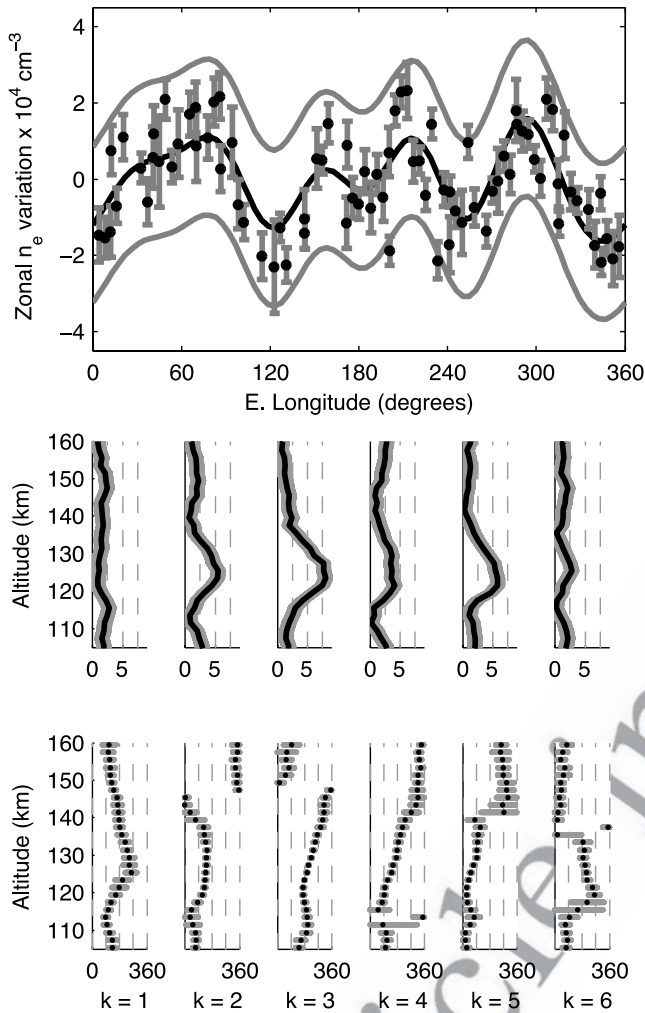 4
2
0
−2
−4
Zonal n_e variation x 10^4 cm^−3
0 60 120 180 240 300 360
E. Longitude (degrees)
160
150
140
130
120
110
Altitude (km)
0 5 0 5 0 5 0 5 0 5 0 5
160
150
140
130
120
110
Altitude (km)
0 360 360 360 360 360 360
k = 1 k = 2 k = 3 k = 4 k = 5 k = 6